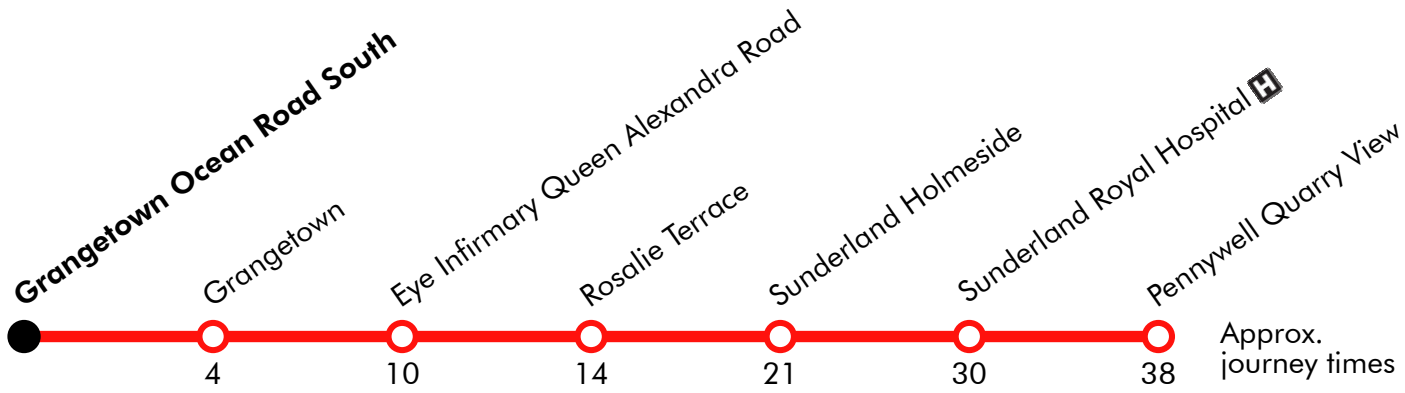 Grangetown Ocean Road South
Grangetown
Eye Infirmary Queen Alexandra Road
Rosalie Terrace
Sunderland Holmeside
Sunderland Royal Hospital H
Pennywell Quarry View
4
10
14
21
30
38
Approx.
journey times